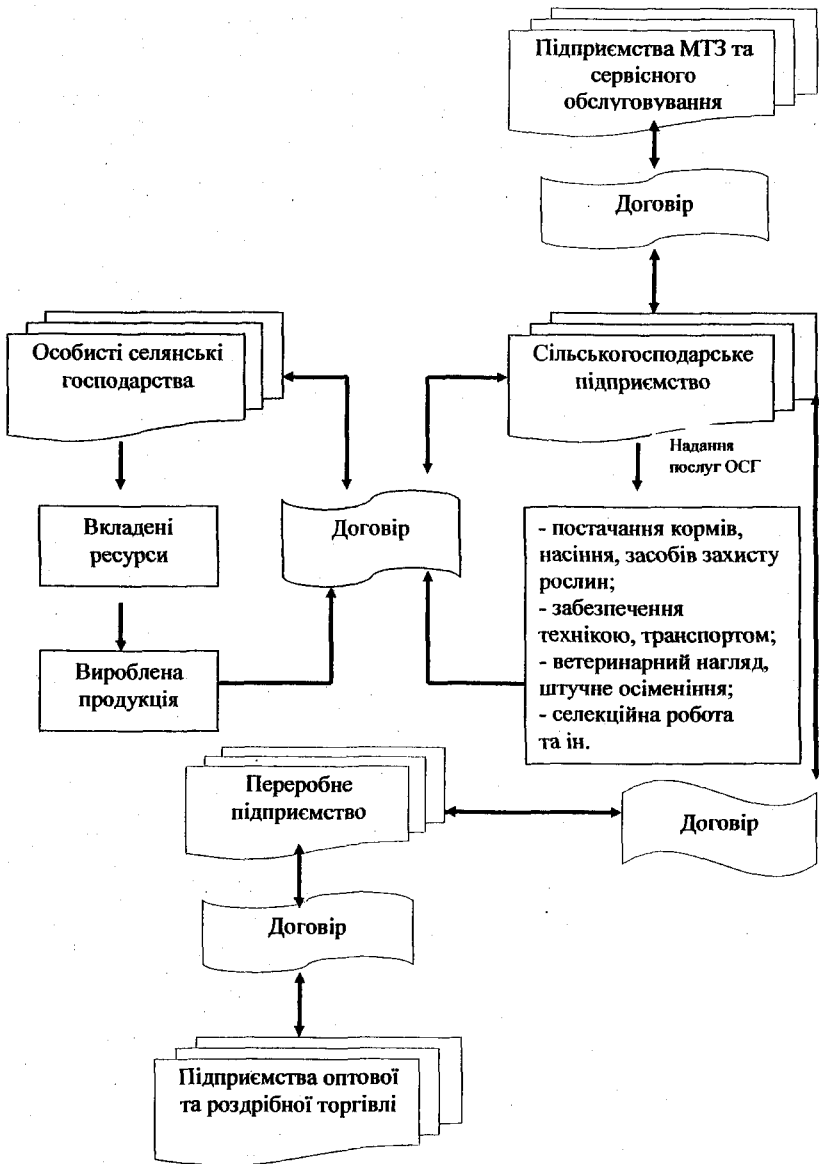 Підприємства МТЗ та
сервісного
обслуговування
Договір
Особисті селянські
господарства
Сільськогосподарське
підприємство
Надання
послуг ОСГ
Вкладені
ресурси
Договір
- постачання кормів,
насіння, засобів захисту
рослин;
- забезпечення
технікою, транспортом;
- ветеринарний нагляд,
штучне осіменіння;
- селекційна робота
та ін.
Вироблена
продукція
Переробне
підприємство
Договір
Договір
Підприємства оптової
та роздрібної торгівлі